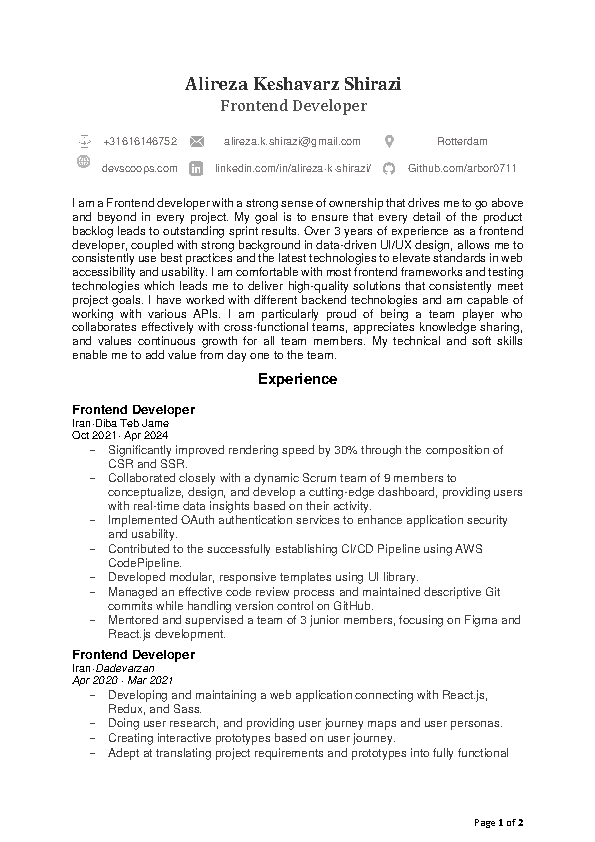 Alireza Keshavarz Shirazi
Frontend Developer
+31616146752 alireza.k.shirazi@gmail.com Rotterdam
devscoops.com linkedin.com/in/alireza-k-shirazi/ Github.com/arbor0711
I am a Frontend developer with a strong sense of ownership that drives me to go above
and beyond in every project. My goal is to ensure that every detail of the product
backlog leads to outstanding sprint results. Over 3 years of experience as a frontend
developer, coupled with strong background in data-driven UI/UX design, allows me to
consistently use best practices and the latest technologies to elevate standards in web
accessibility and usability. I am comfortable with most frontend frameworks and testing
technologies which leads me to deliver high-quality solutions that consistently meet
project goals. I have worked with different backend technologies and am capable of
working with various APIs. I am particularly proud of being a team player who
collaborates effectively with cross-functional teams, appreciates knowledge sharing,
and values continuous growth for all team members. My technical and soft skills
enable me to add value from day one to the team.
Experience
Frontend Developer
Iran·Diba Teb Jame
Oct 2021· Apr 2024
– Significantly improved rendering speed by 30% through the composition of
CSR and SSR.
– Collaborated closely with a dynamic Scrum team of 9 members to
conceptualize, design, and develop a cutting-edge dashboard, providing users
with real-time data insights based on their activity.
– Implemented OAuth authentication services to enhance application security
and usability.
– Contributed to the successfully establishing CI/CD Pipeline using AWS
CodePipeline.
– Developed modular, responsive templates using UI library.
– Managed an effective code review process and maintained descriptive Git
commits while handling version control on GitHub.
– Mentored and supervised a team of 3 junior members, focusing on Figma and
React.js development.
Frontend Developer
Iran·Dadevarzan
Apr 2020 · Mar 2021
– Developing and maintaining a web application connecting with React.js,
Redux, and Sass.
– Doing user research, and providing user journey maps and user personas.
– Creating interactive prototypes based on user journey.
– Adept at translating project requirements and prototypes into fully functional
Page 1 of 2